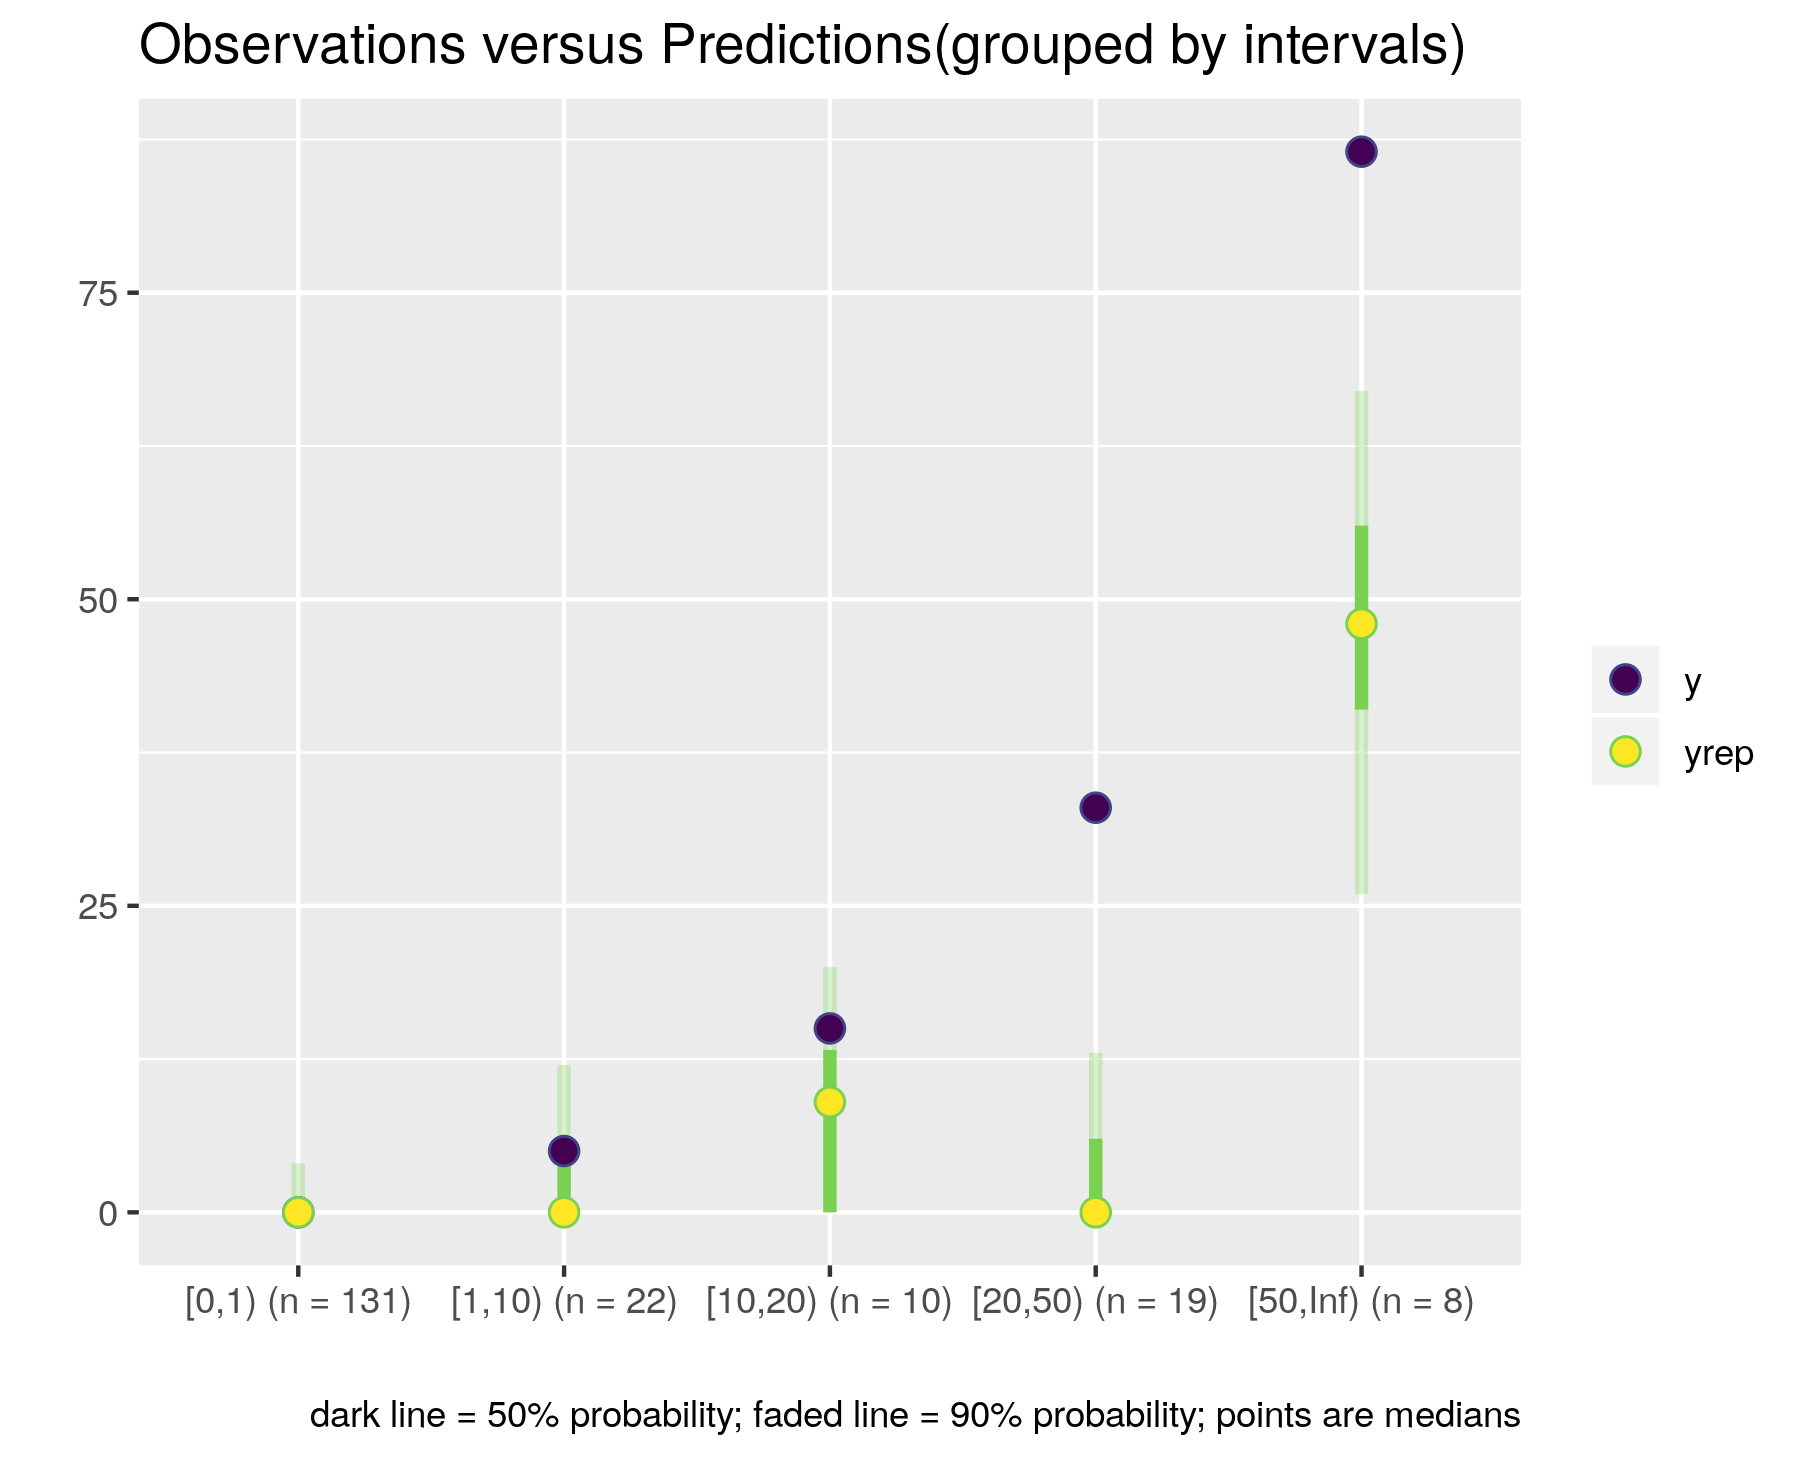 Observations versus Predictions(grouped by intervals)
75
50
25
0
y
yrep
[0,1) (n = 131) [1,10) (n = 22) [10,20) (n = 10) [20,50) (n = 19) [50,Inf) (n = 8)
dark line = 50% probability; faded line = 90% probability; points are medians